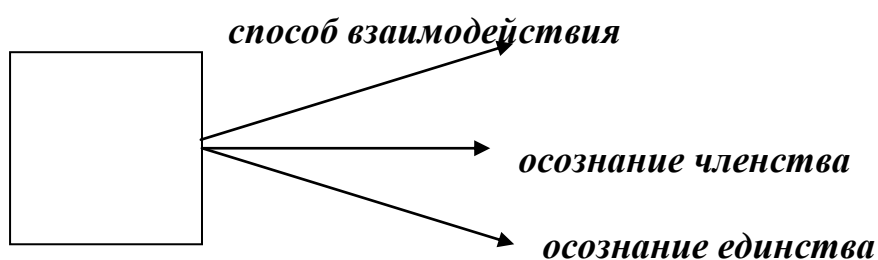 способ взаимодействия
осознание членства
осознание единства